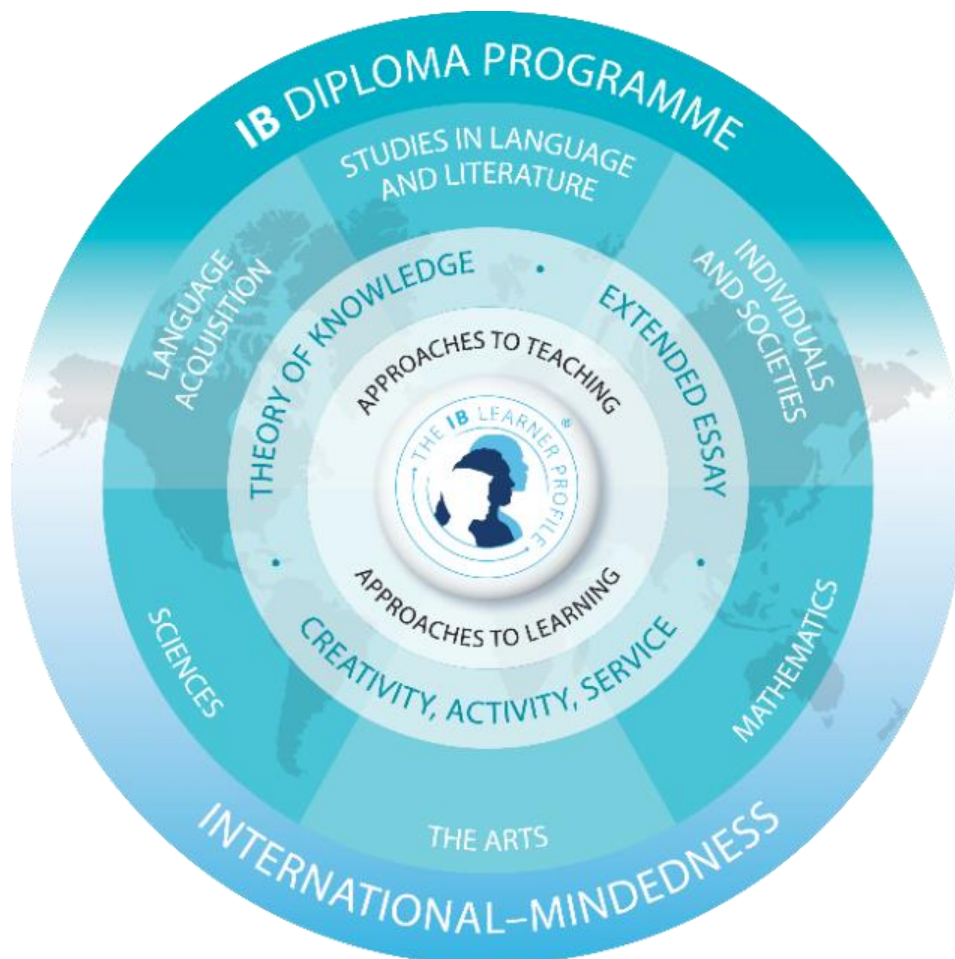 IB DIPLOMA PROGRAMME
STUDIES IN LANGUAGE
AND LITERATURE
LANGUAGE
ACQUISITION
INDIVIDUALS
AND SOCIETIES
THEORY OF KNOWLEDGE
EXTENDED ESSAY
APPROACHES TO TEACHING
THE IB LEARNER PROFILE®
APPROACHES TO LEARNING
CREATIVITY, ACTIVITY, SERVICE
SCIENCES
MATHEMATICS
THE ARTS
INTERNATIONAL–MINDEDNESS